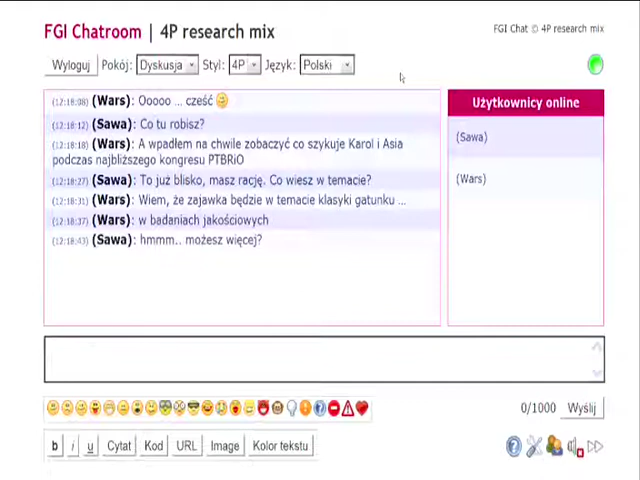 FGI Chatroom | 4P research mix
FGI Chat © 4P research mix
Wyloguj Pokój: Dyskusja Styl: 4P Język: Polski
(12:18:08) (Wars): Ooooo ... cześć
(12:18:12) (Sawa): Co tu robisz?
(12:18:18) (Wars): A wpadłem na chwile zobaczyć co szykuje Karol i Asia
podczas najbliższego kongresu PTBRiO
(12:18:27) (Sawa): To już blisko, masz rację. Co wiesz w temacie?
(12:18:31) (Wars): Wiem, że zajawka będzie w temacie klasyki gatunku ...
(12:18:37) (Wars): w badaniach jakościowych
(12:18:43) (Sawa): hmmm.. możesz więcej?
Użytkownicy online
(Sawa)
(Wars)
0/1000 Wyślij
b i u Cytat Kod URL Image Kolor tekstu